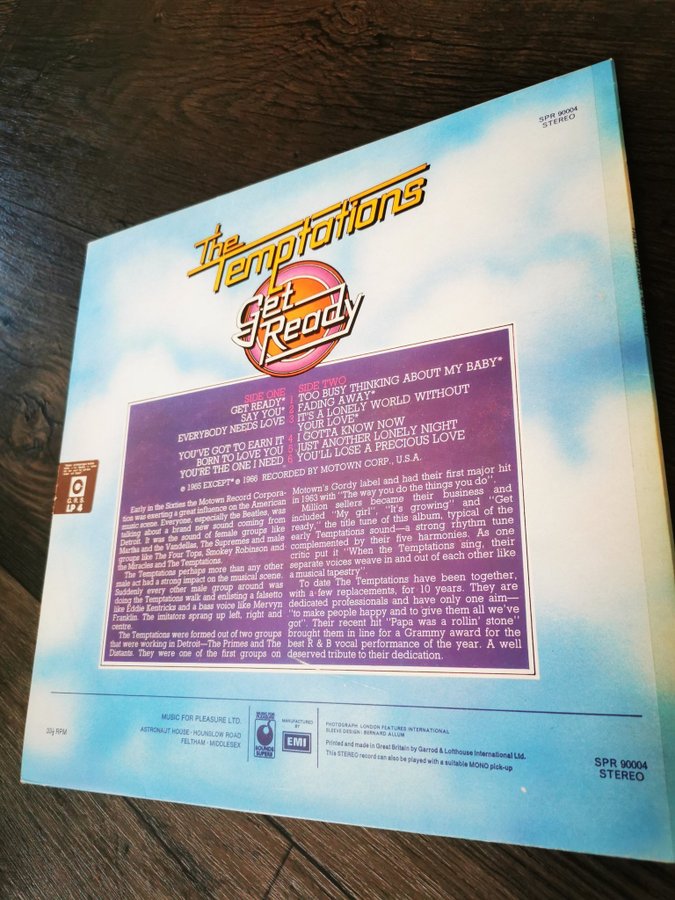 SPR 90004
STEREO
The
Temptations
Get
Ready
SIDE ONE
GET READY*
SAY YOU*
EVERYBODY NEEDS LOVE
YOU'VE GOT TO EARN IT
BORN TO LOVE YOU
YOU'RE THE ONE I NEED
SIDE TWO
1 TOO BUSY THINKING ABOUT MY BABY*
2 FADING AWAY*
3 IT'S A LONELY WORLD WITHOUT
YOUR LOVE*
4 I GOTTA KNOW NOW
5 JUST ANOTHER LONELY NIGHT
6 YOU'LL LOSE A PRECIOUS LOVE
℗ 1965 EXCEPT* ℗ 1966 RECORDED BY MOTOWN CORP., U.S.A.
Early in the Sixties the Motown Record Corpora-
tion was exerting a great influence on the American
music scene. Everyone, especially the Beatles, was
talking about a brand new sound coming from
Detroit. It was the sound of female groups like
Martha and the Vandellas, The Supremes and male
groups like The Four Tops, Smokey Robinson and
the Miracles and The Temptations.
The Temptations perhaps more than any other
male act had a strong impact on the musical scene.
Suddenly every other male group around was
doing the Temptations walk and enlisting a falsetto
like Eddie Kentricks and a bass voice like Mervyn
Franklin. The imitators sprang up left, right and
centre.
The Temptations were formed out of two groups
that were working in Detroit—The Primes and The
Distants. They were one of the first groups on
Motown's Gordy label and had their first major hit
in 1963 with "The way you do the things you do".
Million sellers became their business and
included "My girl", "It's growing" and "Get
ready," the title tune of this album, typical of the
early Temptations sound—a strong rhythm tune
complemented by their five harmonies. As one
critic put it "When the Temptations sing, their
separate voices weave in and out of each other like
a musical tapestry".
To date The Temptations have been together,
with a few replacements, for 10 years. They are
dedicated professionals and have only one aim—
"to make people happy and to give them all we've
got". Their recent hit "Papa was a rollin' stone"
brought them in line for a Grammy award for the
best R & B vocal performance of the year. A well
deserved tribute to their dedication.
G.R.S.
LP 4
33⅓ RPM
MUSIC FOR PLEASURE LTD.
ASTRONAUT HOUSE · HOUNSLOW ROAD
FELTHAM · MIDDLESEX
MUSIC FOR
PLEASURE
SOUNDS
SUPERB
MANUFACTURED
BY
EMI
PHOTOGRAPH: LONDON FEATURES INTERNATIONAL
SLEEVE DESIGN: BERNARD ALLUM
Printed and made in Great Britain by Garrod & Lofthouse International Ltd.
This STEREO record can also be played with a suitable MONO pick-up
SPR 90004
STEREO